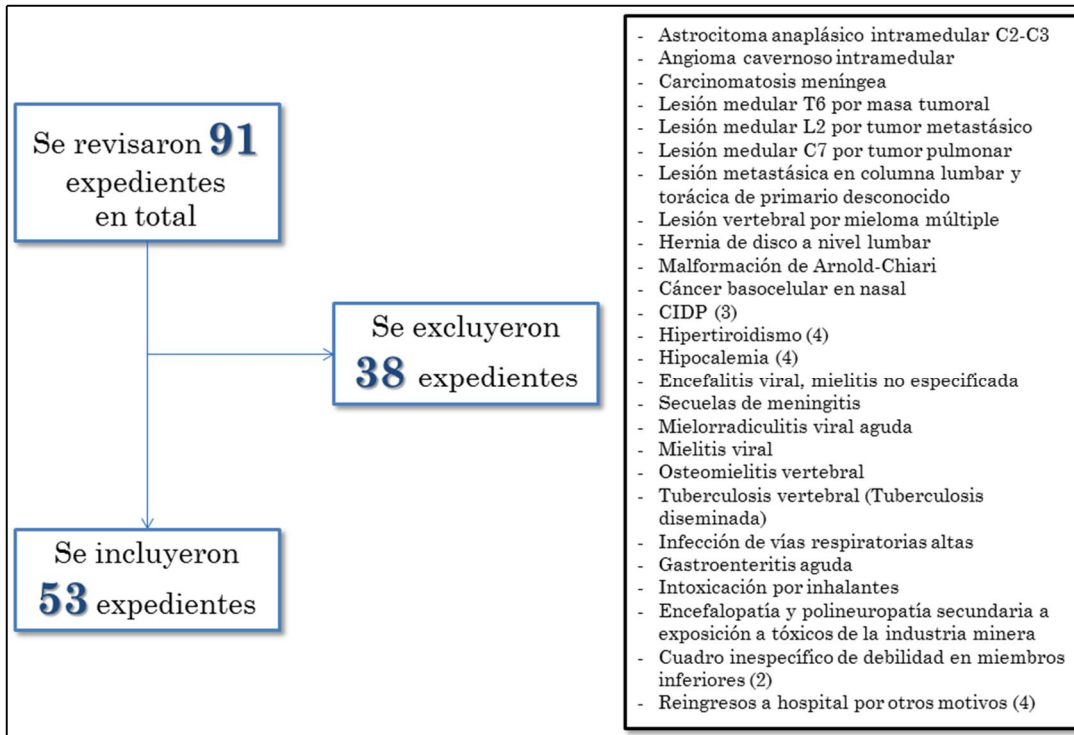 Se revisaron 91
expedientes
en total
Se excluyeron
38 expedientes
Se incluyeron
53 expedientes
- Astrocitoma anaplásico intramedular C2-C3
- Angioma cavernoso intramedular
- Carcinomatosis meníngea
- Lesión medular T6 por masa tumoral
- Lesión medular L2 por tumor metastásico
- Lesión medular C7 por tumor pulmonar
- Lesión metastásica en columna lumbar y
torácica de primario desconocido
- Lesión vertebral por mieloma múltiple
- Hernia de disco a nivel lumbar
- Malformación de Arnold-Chiari
- Cáncer basocelular en nasal
- CIDP (3)
- Hipertiroidismo (4)
- Hipocalemia (4)
- Encefalitis viral, mielitis no especificada
- Secuelas de meningitis
- Mielorradiculitis viral aguda
- Mielitis viral
- Osteomielitis vertebral
- Tuberculosis vertebral (Tuberculosis
diseminada)
- Infección de vías respiratorias altas
- Gastroenteritis aguda
- Intoxicación por inhalantes
- Encefalopatía y polineuropatía secundaria a
exposición a tóxicos de la industria minera
- Cuadro inespecífico de debilidad en miembros
inferiores (2)
- Reingresos a hospital por otros motivos (4)